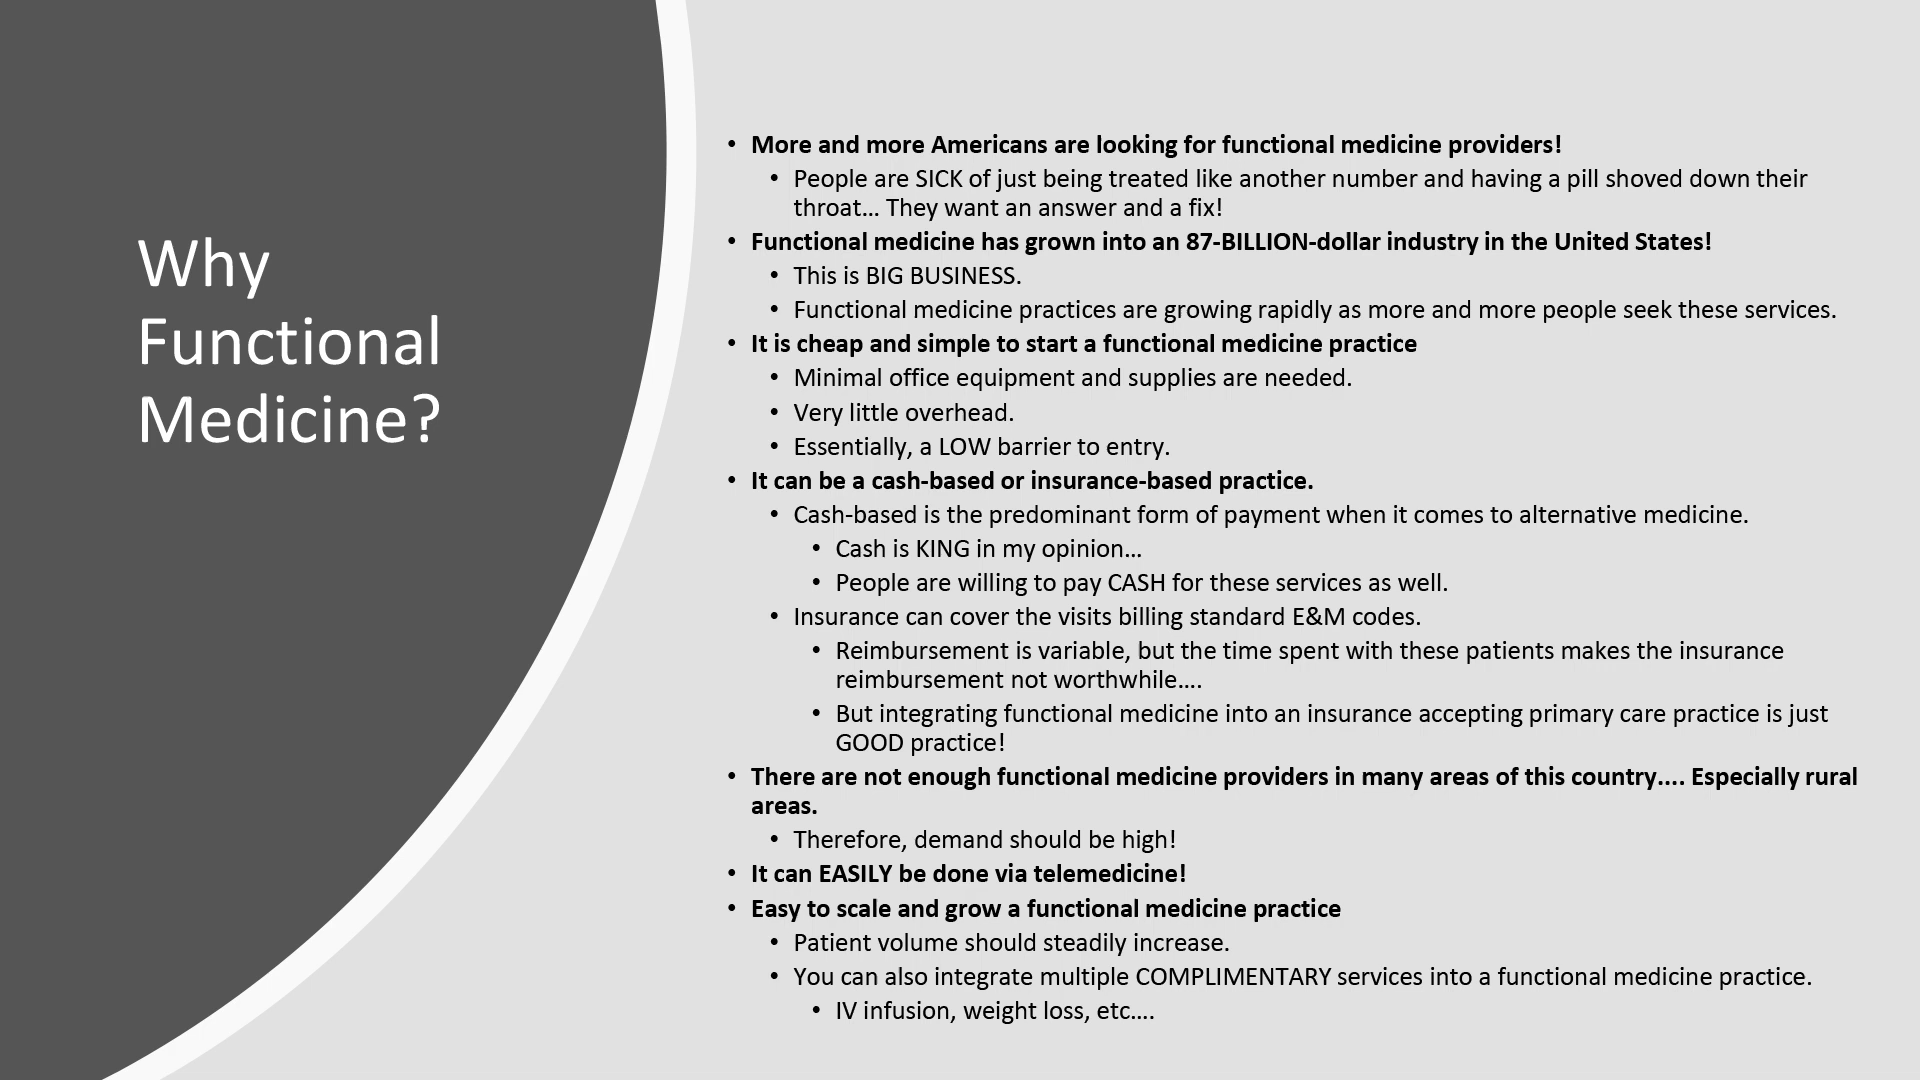 Why
Functional
Medicine?
• More and more Americans are looking for functional medicine providers!
• People are SICK of just being treated like another number and having a pill shoved down their
throat… They want an answer and a fix!
• Functional medicine has grown into an 87-BILLION-dollar industry in the United States!
• This is BIG BUSINESS.
• Functional medicine practices are growing rapidly as more and more people seek these services.
• It is cheap and simple to start a functional medicine practice
• Minimal office equipment and supplies are needed.
• Very little overhead.
• Essentially, a LOW barrier to entry.
• It can be a cash-based or insurance-based practice.
• Cash-based is the predominant form of payment when it comes to alternative medicine.
• Cash is KING in my opinion…
• People are willing to pay CASH for these services as well.
• Insurance can cover the visits billing standard E&M codes.
• Reimbursement is variable, but the time spent with these patients makes the insurance
reimbursement not worthwhile….
• But integrating functional medicine into an insurance accepting primary care practice is just
GOOD practice!
• There are not enough functional medicine providers in many areas of this country…. Especially rural
areas.
• Therefore, demand should be high!
• It can EASILY be done via telemedicine!
• Easy to scale and grow a functional medicine practice
• Patient volume should steadily increase.
• You can also integrate multiple COMPLIMENTARY services into a functional medicine practice.
• IV infusion, weight loss, etc….